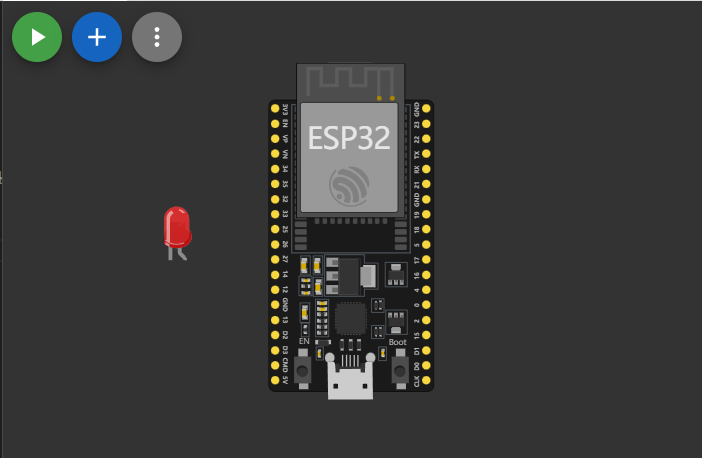 ESP32
3V3
EN
VP
VN
34
35
32
33
25
26
27
14
12
GND
13
D2
D3
CMD
5V
GND
23
22
TX
RX
21
GND
19
18
5
17
16
4
0
2
15
D1
D0
CLK
EN
Boot